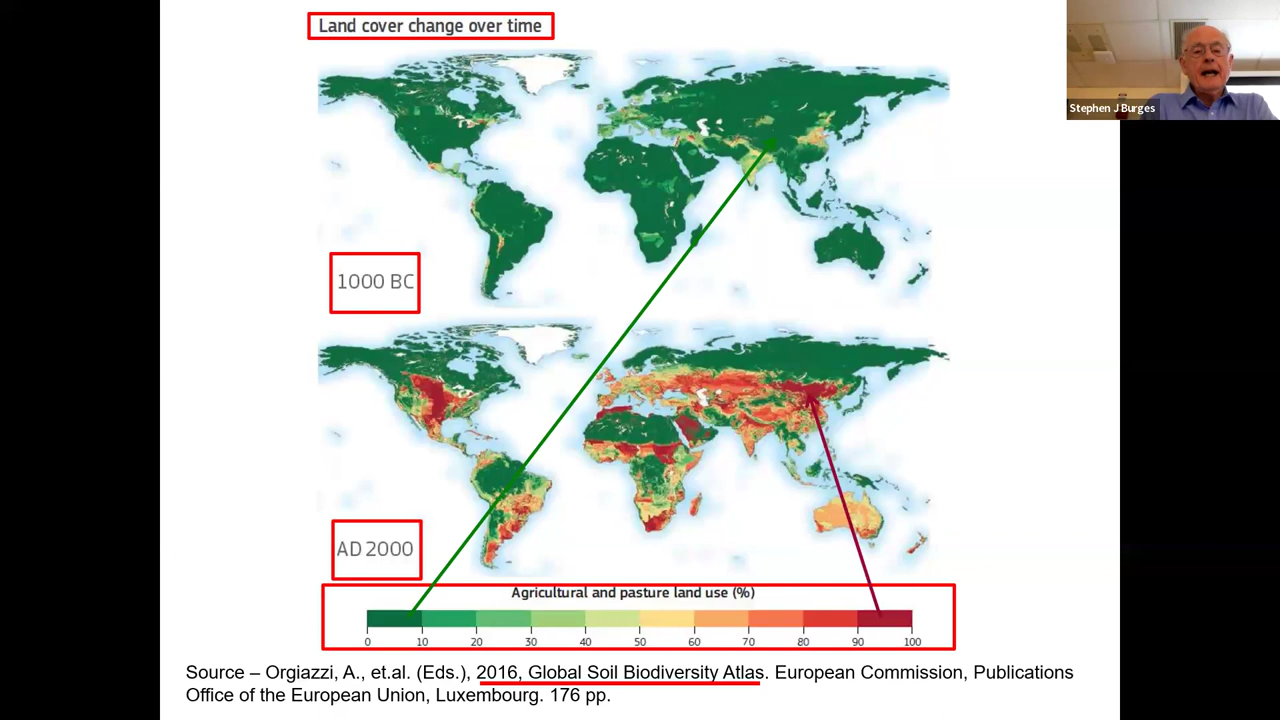 Land cover change over time
Stephen J Burges
1000 BC
AD 2000
Agricultural and pasture land use (%)
0 10 20 30 40 50 60 70 80 90 100
Source – Orgiazzi, A., et.al. (Eds.), 2016, Global Soil Biodiversity Atlas. European Commission, Publications
Office of the European Union, Luxembourg. 176 pp.